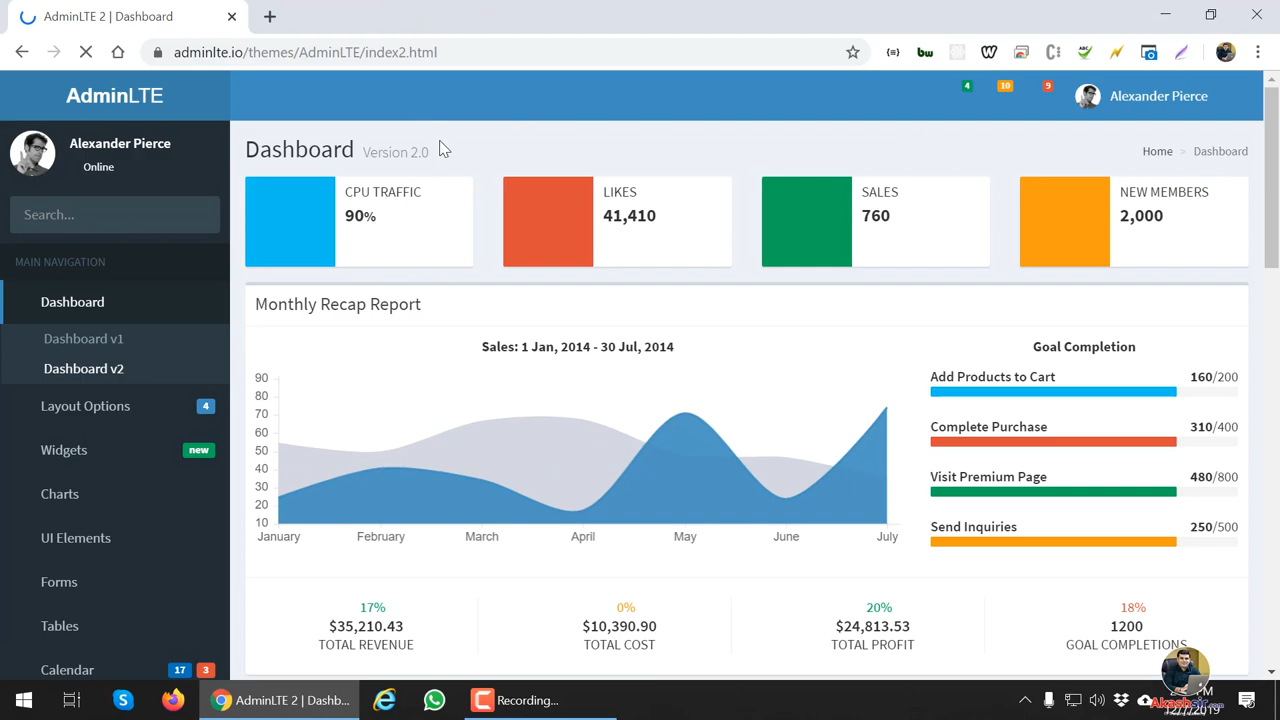 AdminLTE 2 | Dashboard
adminlte.io/themes/AdminLTE/index2.html
AdminLTE
4
10
9
Alexander Pierce
Alexander Pierce
Online
Search...
MAIN NAVIGATION
Dashboard
Dashboard v1
Dashboard v2
Layout Options 4
Widgets new
Charts
UI Elements
Forms
Tables
Calendar 17 3
Dashboard Version 2.0
Home > Dashboard
CPU TRAFFIC
90%
LIKES
41,410
SALES
760
NEW MEMBERS
2,000
Monthly Recap Report
Sales: 1 Jan, 2014 - 30 Jul, 2014
90
80
70
60
50
40
30
20
10
January February March April May June July
Goal Completion
Add Products to Cart 160/200
Complete Purchase 310/400
Visit Premium Page 480/800
Send Inquiries 250/500
17%
$35,210.43
TOTAL REVENUE
0%
$10,390.90
TOTAL COST
20%
$24,813.53
TOTAL PROFIT
18%
1200
GOAL COMPLETIONS
AdminLTE 2 | Dashb...
Recording...
12/7/2019
Akashsir.com